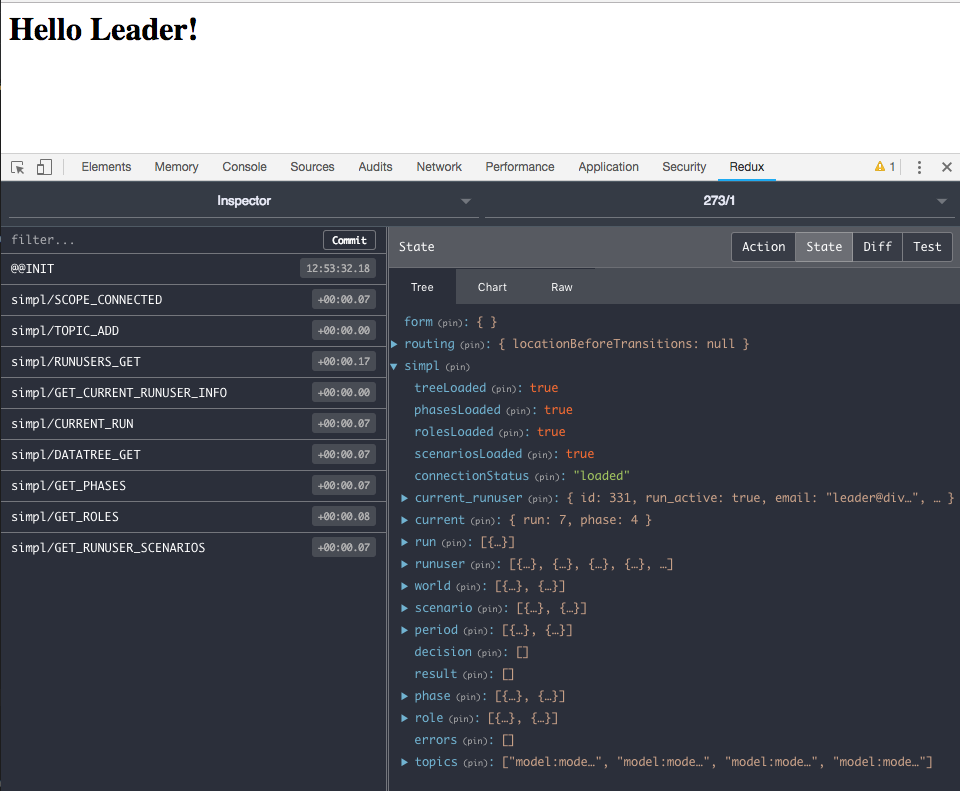 Hello Leader!
Elements Memory Console Sources Audits Network Performance Application Security Redux 1
Inspector 273/1
filter... Commit
@@INIT 12:53:32.18
simpl/SCOPE_CONNECTED +00:00.07
simpl/TOPIC_ADD +00:00.00
simpl/RUNUSERS_GET +00:00.17
simpl/GET_CURRENT_RUNUSER_INFO +00:00.00
simpl/CURRENT_RUN +00:00.07
simpl/DATATREE_GET +00:00.07
simpl/GET_PHASES +00:00.07
simpl/GET_ROLES +00:00.08
simpl/GET_RUNUSER_SCENARIOS +00:00.07
State Action State Diff Test
Tree Chart Raw
form (pin): { }
routing (pin): { locationBeforeTransitions: null }
simpl (pin)
treeLoaded (pin): true
phasesLoaded (pin): true
rolesLoaded (pin): true
scenariosLoaded (pin): true
connectionStatus (pin): "loaded"
current_runuser (pin): { id: 331, run_active: true, email: "leader@div…", … }
current (pin): { run: 7, phase: 4 }
run (pin): [{…}]
runuser (pin): [{…}, {…}, {…}, {…}, …]
world (pin): [{…}, {…}]
scenario (pin): [{…}, {…}]
period (pin): [{…}, {…}]
decision (pin): []
result (pin): []
phase (pin): [{…}, {…}]
role (pin): [{…}, {…}]
errors (pin): []
topics (pin): ["model:mode…", "model:mode…", "model:mode…", "model:mode…"]